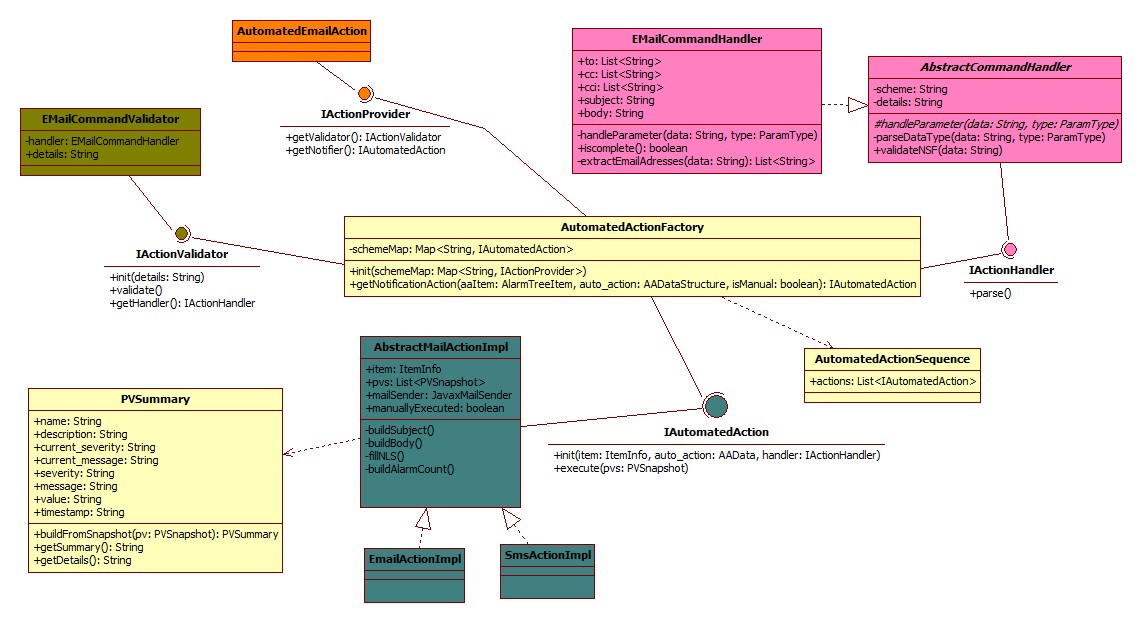 AutomatedEmailAction
IActionProvider
+getValidator(): IActionValidator
+getNotifier(): IAutomatedAction
EMailCommandHandler
+to: List<String>
+cc: List<String>
+cci: List<String>
+subject: String
+body: String
-handleParameter(data: String, type: ParamType)
+iscomplete(): boolean
-extractEmailAdresses(data: String): List<String>
AbstractCommandHandler
-scheme: String
-details: String
#handleParameter(data: String, type: ParamType)
-parseDataType(data: String, type: ParamType)
+validateNSF(data: String)
EMailCommandValidator
-handler: EMailCommandHandler
+details: String
IActionValidator
+init(details: String)
+validate()
+getHandler(): IActionHandler
AutomatedActionFactory
-schemeMap: Map<String, IAutomatedAction>
+init(schemeMap: Map<String, IActionProvider>)
+getNotificationAction(aaItem: AlarmTreeItem, auto_action: AADataStructure, isManual: boolean): IAutomatedAction
IActionHandler
+parse()
AbstractMailActionImpl
+item: ItemInfo
+pvs: List<PVSnapshot>
+mailSender: JavaxMailSender
+manuallyExecuted: boolean
-buildSubject()
-buildBody()
-fillNLS()
-buildAlarmCount()
AutomatedActionSequence
+actions: List<IAutomatedAction>
PVSummary
+name: String
+description: String
+current_severity: String
+current_message: String
+severity: String
+message: String
+value: String
+timestamp: String
+buildFromSnapshot(pv: PVSnapshot): PVSummary
+getSummary(): String
+getDetails(): String
IAutomatedAction
+init(item: ItemInfo, auto_action: AAData, handler: IActionHandler)
+execute(pvs: PVSnapshot)
EmailActionImpl
SmsActionImpl